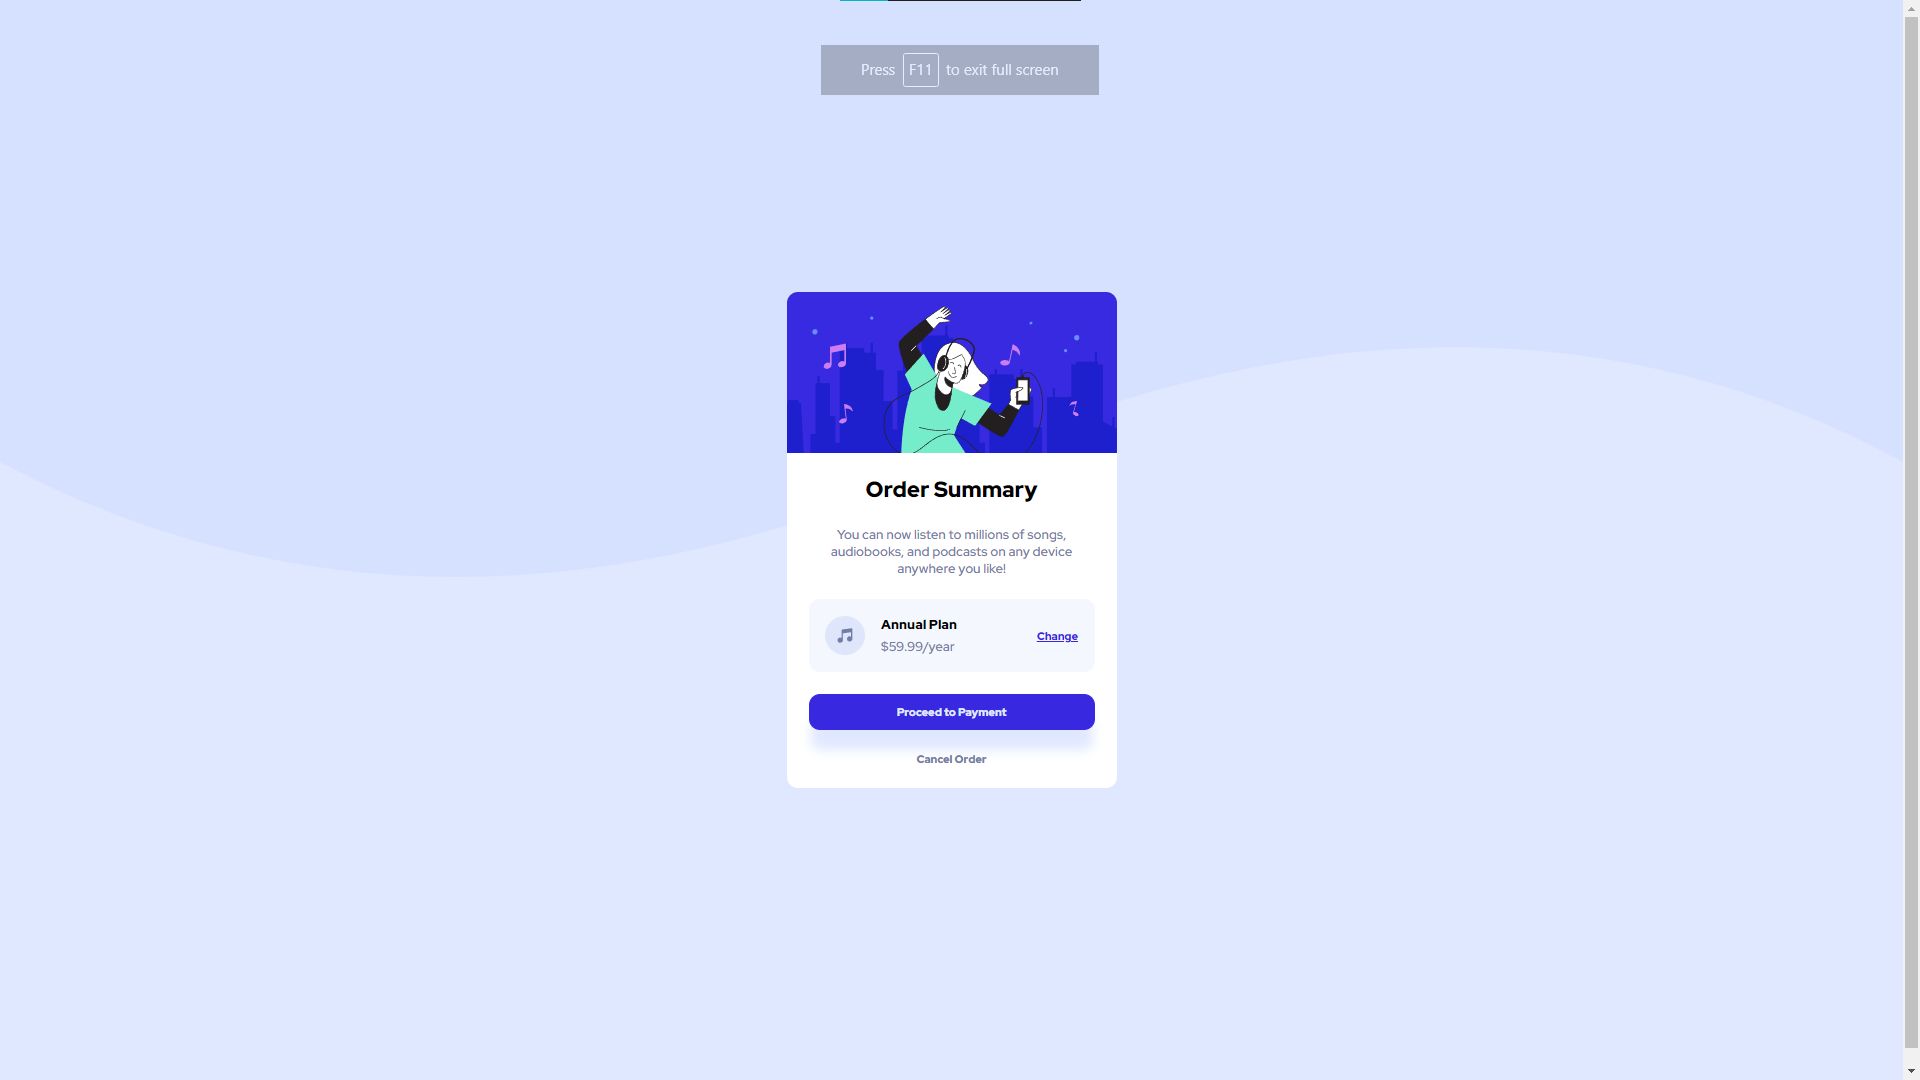 Press F11 to exit full screen
Order Summary
You can now listen to millions of songs,
audiobooks, and podcasts on any device
anywhere you like!
Annual Plan
$59.99/year
Change
Proceed to Payment
Cancel Order